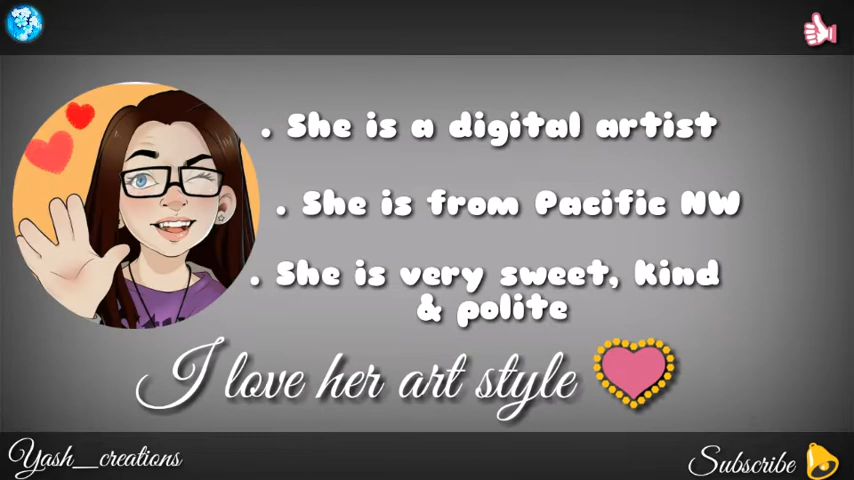 . She is a digital artist
. She is from Pacific NW
. She is very sweet, kind
& polite
I love her art style
Yash__creations
Subscribe